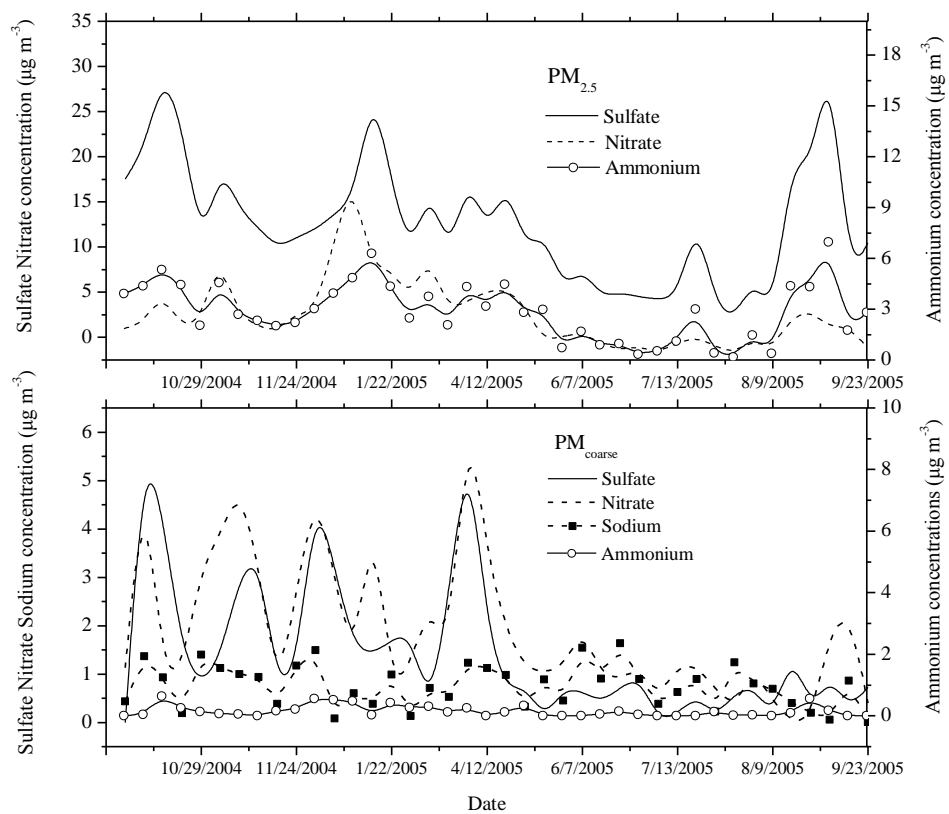 Sulfate Nitrate concentration (μg m⁻³)
35
30
25
20
15
10
5
0
PM₂.₅
Sulfate
Nitrate
Ammonium
18
15
12
9
6
3
0
Ammonium concentration (μg m⁻³)
10/29/2004 11/24/2004 1/22/2005 4/12/2005 6/7/2005 7/13/2005 8/9/2005 9/23/2005
Sulfate Nitrate Sodium concentration (μg m⁻³)
6
5
4
3
2
1
0
PMcoarse
Sulfate
Nitrate
Sodium
Ammonium
10
8
6
4
2
0
Ammonium concentrations (μg m⁻³)
10/29/2004 11/24/2004 1/22/2005 4/12/2005 6/7/2005 7/13/2005 8/9/2005 9/23/2005
Date